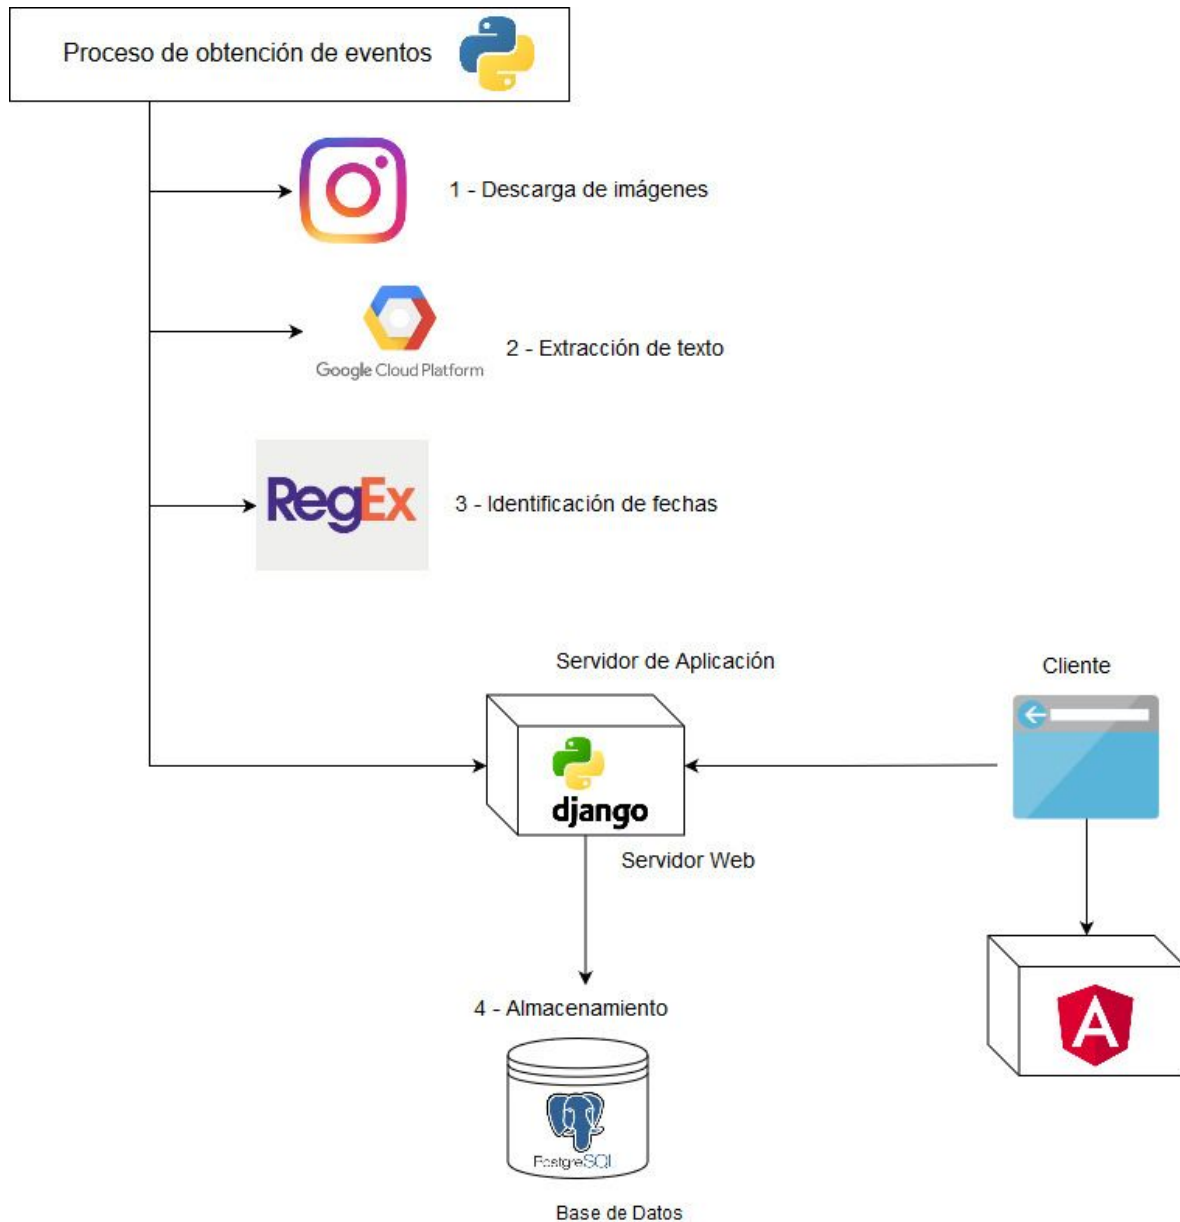 Proceso de obtención de eventos
1 - Descarga de imágenes
Google Cloud Platform
2 - Extracción de texto
RegEx
3 - Identificación de fechas
Servidor de Aplicación
Cliente
django
Servidor Web
4 - Almacenamiento
A
PostgreSQL
Base de Datos